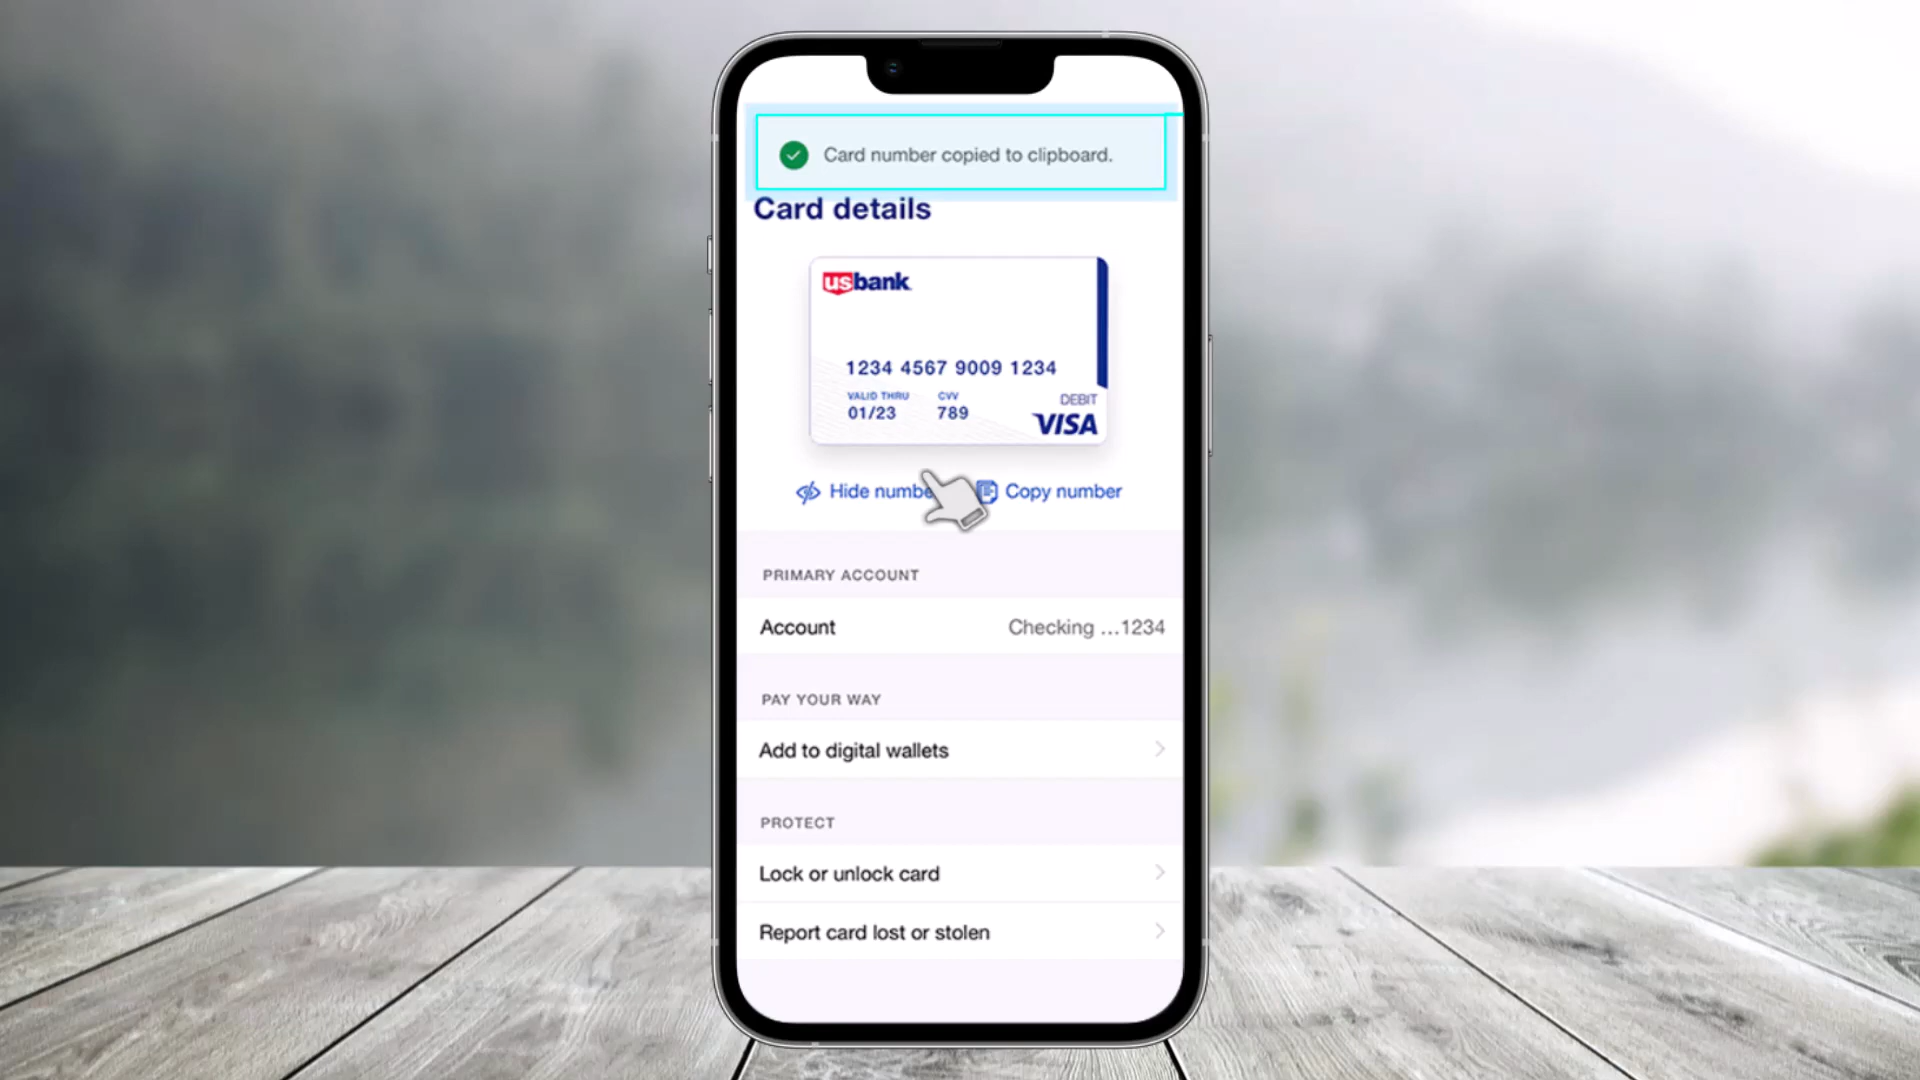 Card number copied to clipboard.
Card details
usbank
1234 4567 9009 1234
VALID THRU CVV
01/23 789
DEBIT
VISA
Hide numbe Copy number
PRIMARY ACCOUNT
Account Checking ...1234
PAY YOUR WAY
Add to digital wallets
PROTECT
Lock or unlock card
Report card lost or stolen